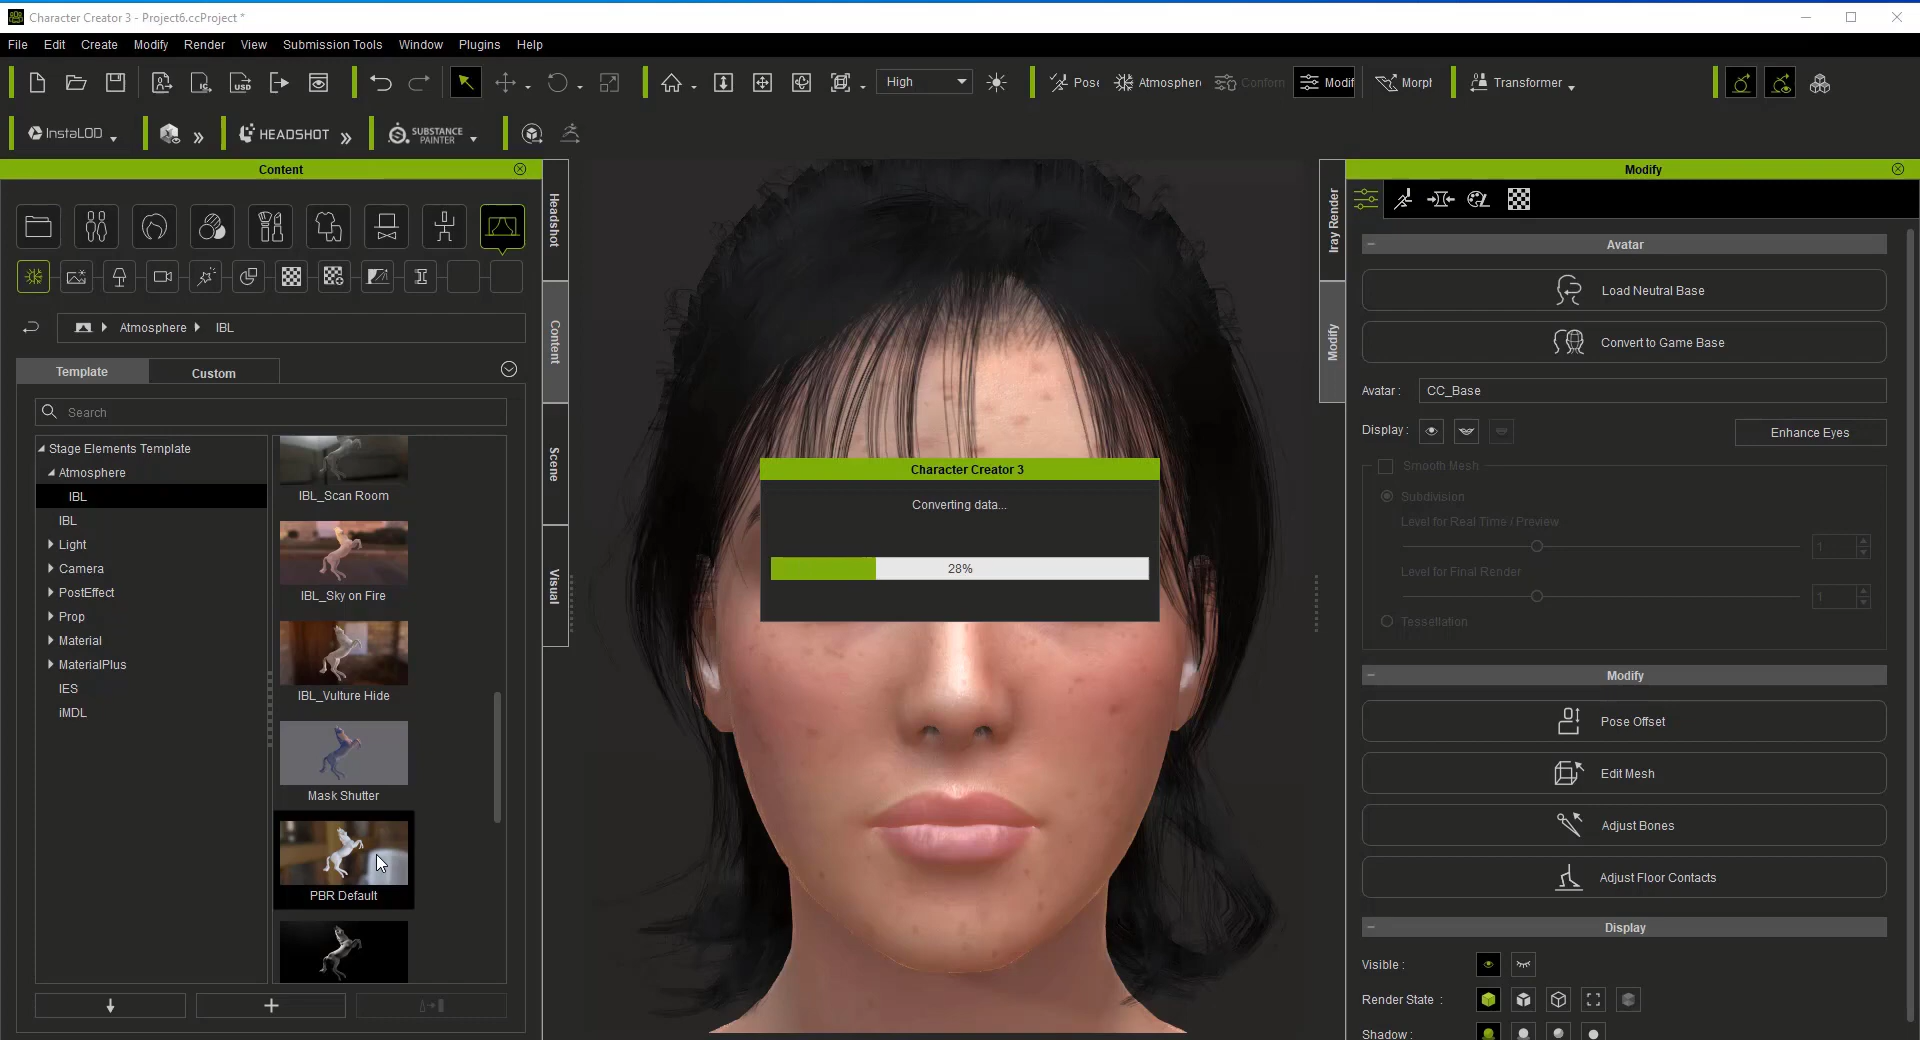 Character Creator 3 - Project6.ccProject *
File Edit Create Modify Render View Submission Tools Window Plugins Help
High
Pose
Atmosphere
Conform
Modif
Morph
Transformer
InstaLOD
HEADSHOT
SUBSTANCE
PAINTER
Content
Atmosphere
IBL
Template
Custom
Search
Stage Elements Template
Atmosphere
IBL
IBL
Light
Camera
PostEffect
Prop
Material
MaterialPlus
IES
iMDL
IBL_Scan Room
IBL_Sky on Fire
IBL_Vulture Hide
Mask Shutter
PBR Default
Headshot
Content
Scene
Visual
Character Creator 3
Converting data...
28%
Iray Render
Modify
Modify
Avatar
Load Neutral Base
Convert to Game Base
Avatar : CC_Base
Display :
Enhance Eyes
Smooth Mesh
Subdivision
Level for Real Time / Preview
1
Level for Final Render
1
Tessellation
Modify
Pose Offset
Edit Mesh
Adjust Bones
Adjust Floor Contacts
Display
Visible :
Render State :
Shadow :